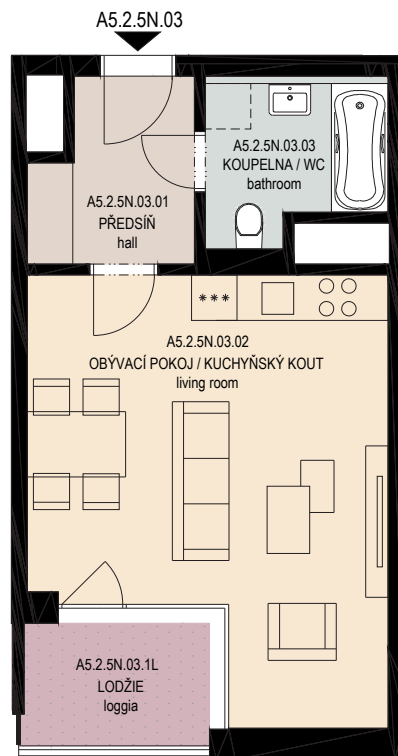 A5.2.5N.03
A5.2.5N.03.03
KOUPELNA / WC
bathroom
A5.2.5N.03.01
PŘEDSÍŇ
hall
***
A5.2.5N.03.02
OBÝVACÍ POKOJ / KUCHYŇSKÝ KOUT
living room
A5.2.5N.03.1L
LODŽIE
loggia